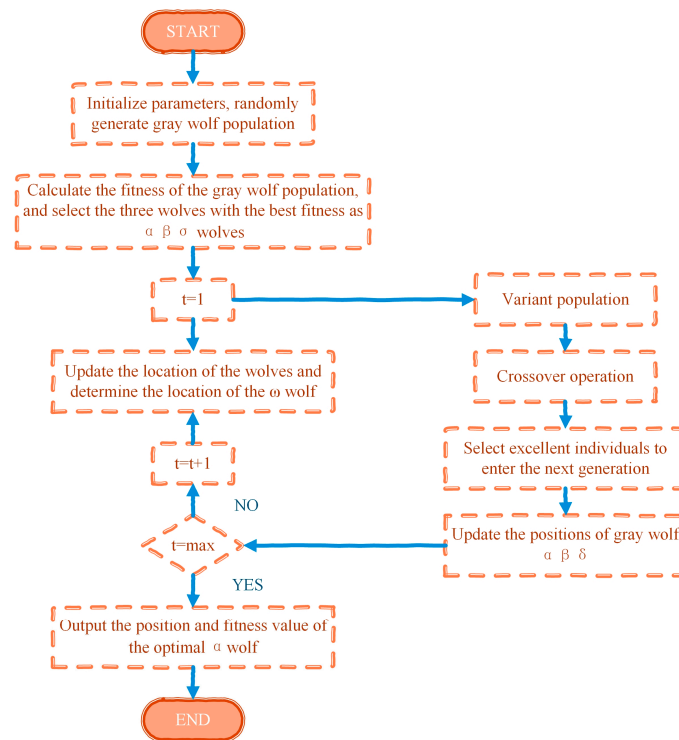 START
Initialize parameters, randomly
generate gray wolf population
Calculate the fitness of the gray wolf population,
and select the three wolves with the best fitness as
α β σ wolves
t=1
Variant population
Update the location of the wolves and
determine the location of the ω wolf
Crossover operation
t=t+1
Select excellent individuals to
enter the next generation
NO
t=max
Update the positions of gray wolf
α β δ
YES
Output the position and fitness value of
the optimal α wolf
END